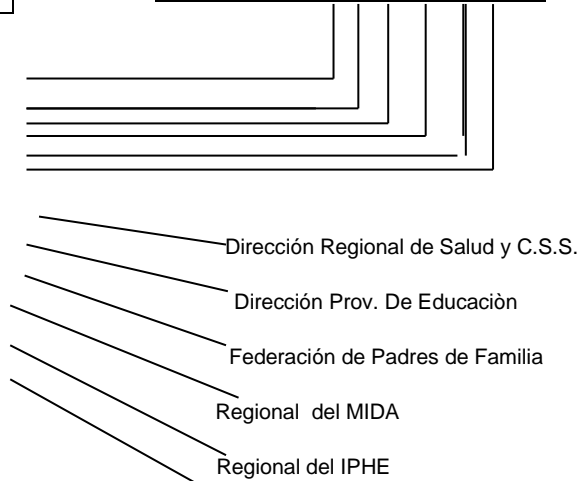 Dirección Regional de Salud y C.S.S.
Dirección Prov. De Educaciòn
Federación de Padres de Familia
Regional  del MIDA
Regional del IPHE